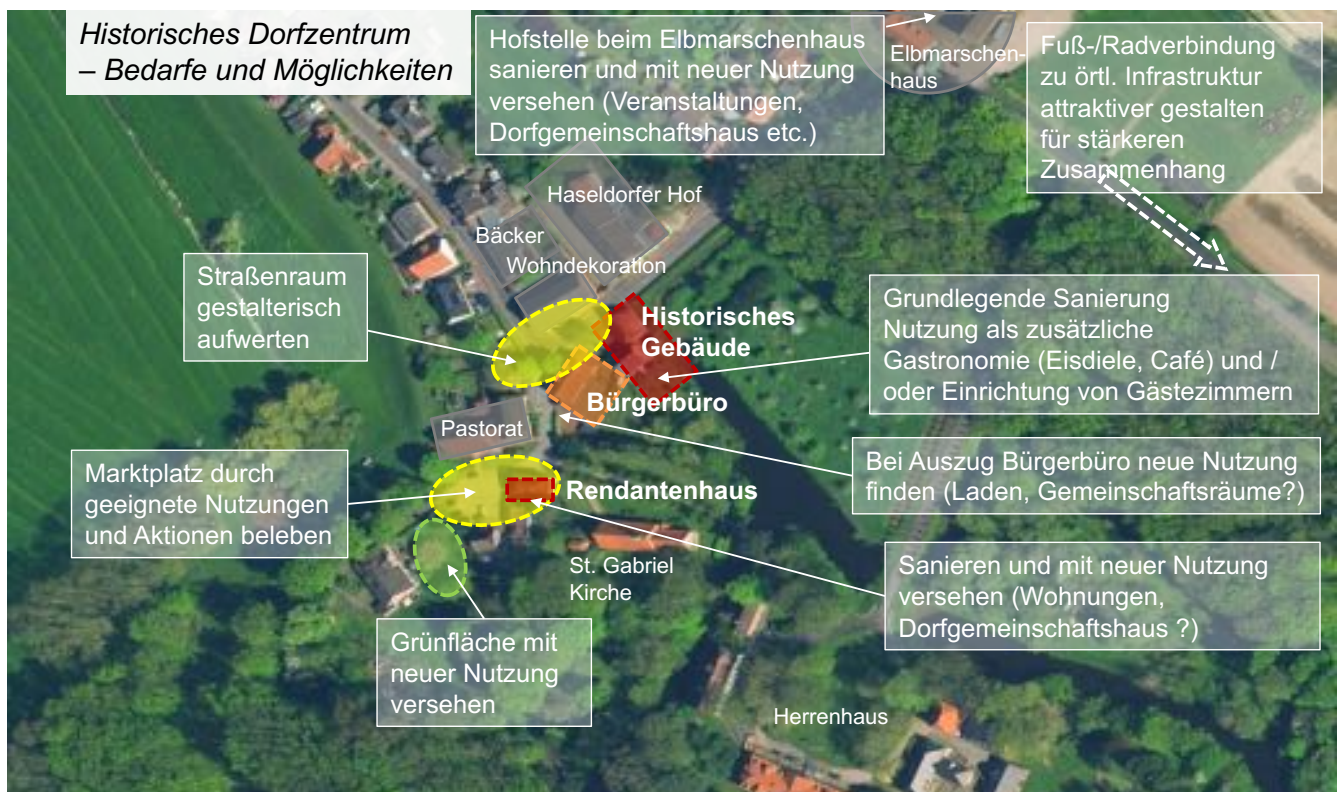 Historisches Dorfzentrum
– Bedarfe und Möglichkeiten
Hofstelle beim Elbmarschenhaus
sanieren und mit neuer Nutzung
versehen (Veranstaltungen,
Dorfgemeinschaftshaus etc.)
Elbmarschen-
haus
Fuß-/Radverbindung
zu örtl. Infrastruktur
attraktiver gestalten
für stärkeren
Zusammenhang
Haseldorfer Hof
Bäcker
Wohndekoration
Straßenraum
gestalterisch
aufwerten
Historisches
Gebäude
Grundlegende Sanierung
Nutzung als zusätzliche
Gastronomie (Eisdiele, Café) und /
oder Einrichtung von Gästezimmern
Bürgerbüro
Pastorat
Bei Auszug Bürgerbüro neue Nutzung
finden (Laden, Gemeinschaftsräume?)
Marktplatz durch
geeignete Nutzungen
und Aktionen beleben
Rendantenhaus
St. Gabriel
Kirche
Sanieren und mit neuer Nutzung
versehen (Wohnungen,
Dorfgemeinschaftshaus ?)
Grünfläche mit
neuer Nutzung
versehen
Herrenhaus